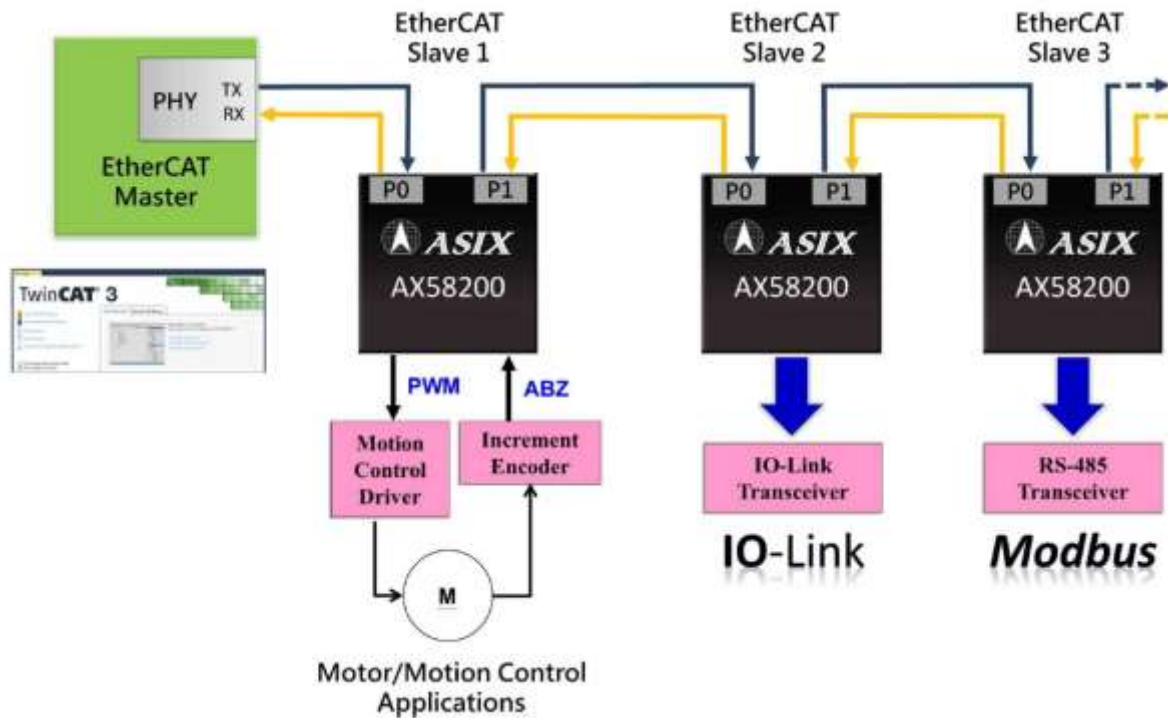 EtherCAT
Slave 1
EtherCAT
Slave 2
EtherCAT
Slave 3
PHY
TX
RX
EtherCAT
Master
P0
P1
P0
P1
P0
P1
ASIX
AX58200
ASIX
AX58200
ASIX
AX58200
TwinCAT® 3
PWM
ABZ
Motion
Control
Driver
Increment
Encoder
IO-Link
Transceiver
RS-485
Transceiver
IO-Link
Modbus
M
Motor/Motion Control
Applications